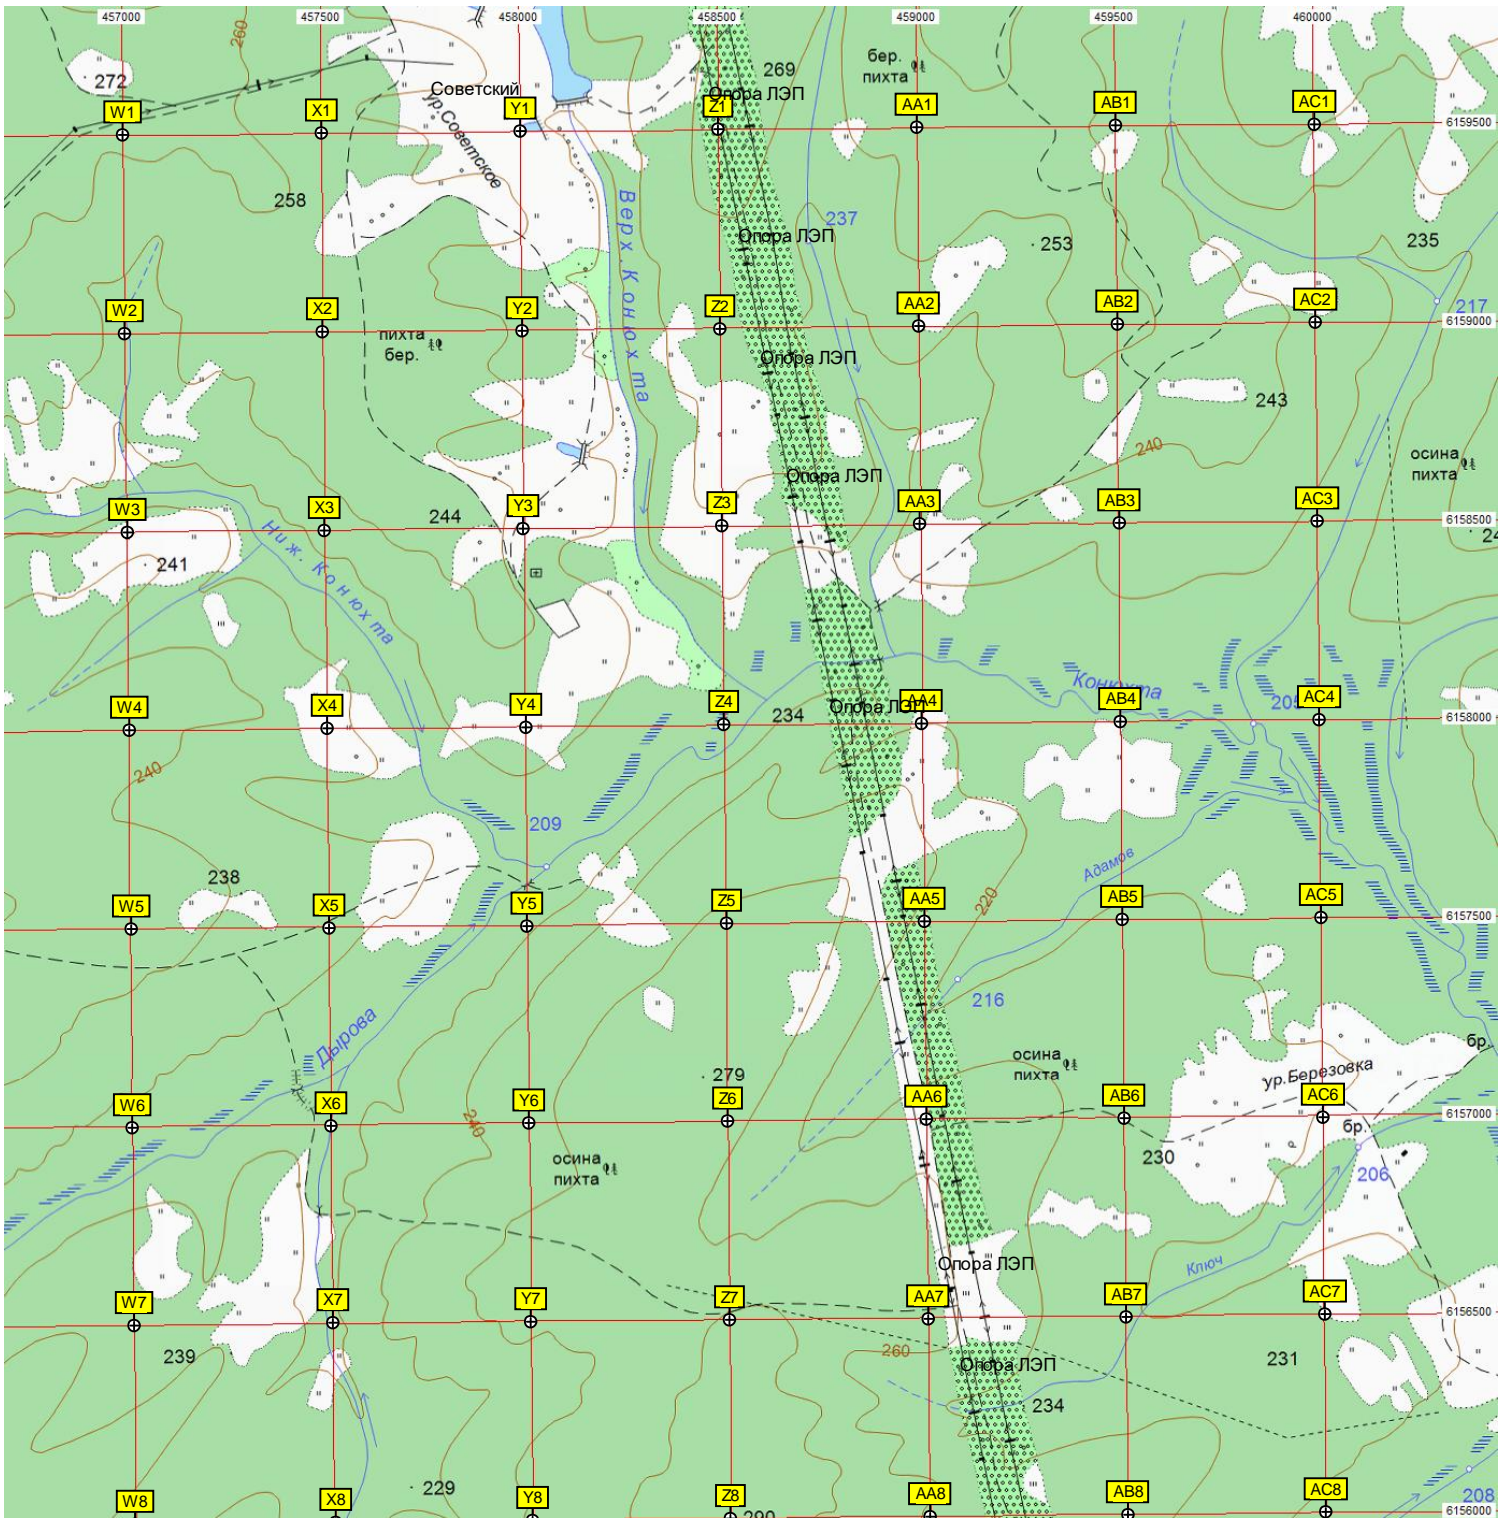 457000 457500 458000 458500 459000 459500 460000
260
269
бер.
пихта
272
Советский
Опора ЛЭП
W1 X1 Y1 Z1 AA1 AB1 AC1
6159500
ур.Советское
258
Верх. Конюхта
237
Опора ЛЭП
253
235
W2 X2 Y2 Z2 AA2 AB2 AC2
217
6159000
пихта
бер.
Опора ЛЭП
243
240
осина
пихта
Опора ЛЭП
W3 X3 Y3 Z3 AA3 AB3 AC3
244
6158500
Ниж. Конюхта
241
24
Конюхта
205
W4 X4 Y4 Z4 AA4 AB4 AC4
234
Опора ЛЭП
6158000
240
209
Адамов
238
220
W5 X5 Y5 Z5 AA5 AB5 AC5
6157500
216
Дырова
осина
пихта
бр.
ур.Березовка
279
W6 X6 Y6 Z6 AA6 AB6 AC6
6157000
240
бр.
230
осина
пихта
206
Ключ
Опора ЛЭП
W7 X7 Y7 Z7 AA7 AB7 AC7
6156500
239
260
Опора ЛЭП
231
234
229
W8 X8 Y8 Z8 AA8 AB8 AC8
290
208
6156000